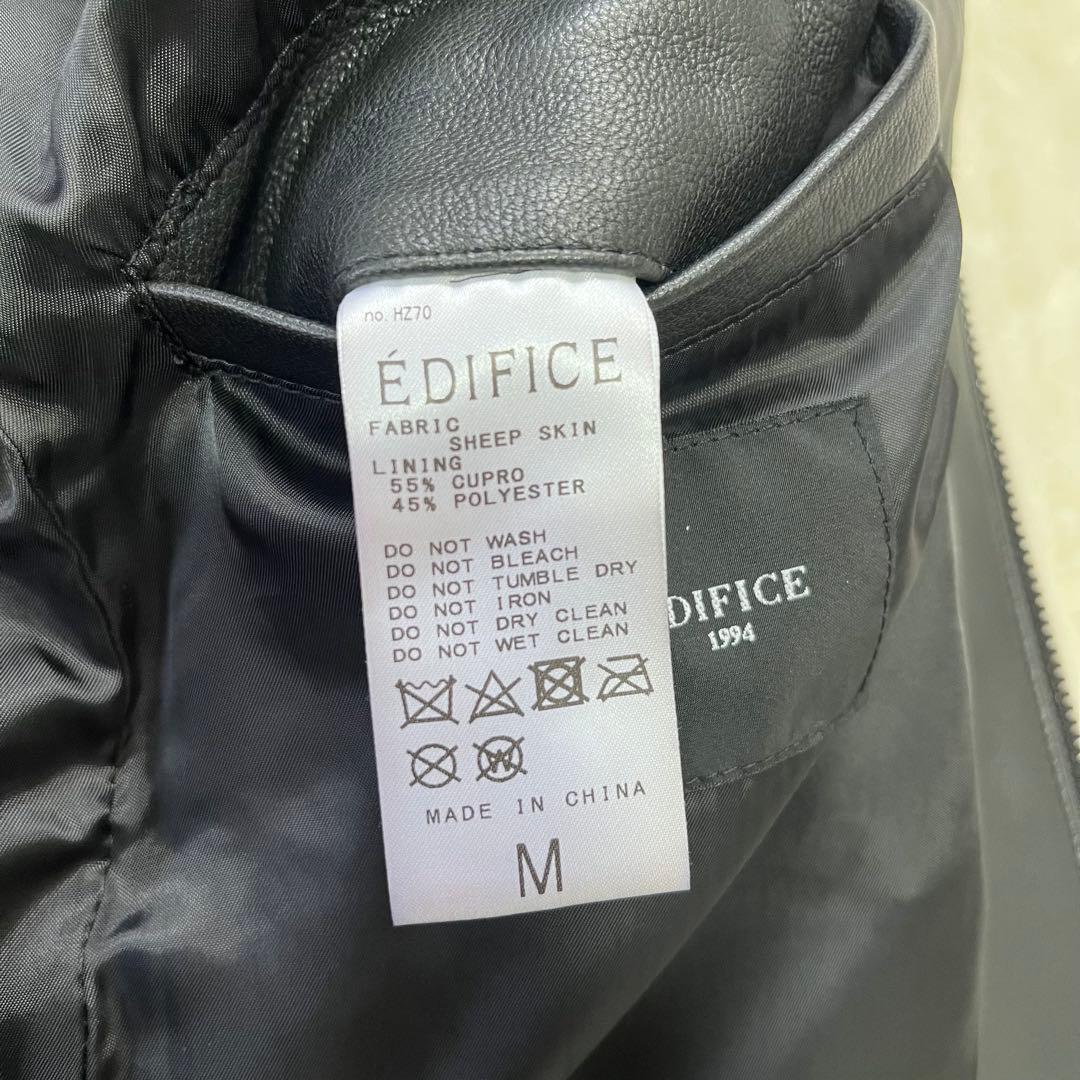 no. HZ70
ÉDIFICE
FABRIC
SHEEP SKIN
LINING
55% CUPRO
45% POLYESTER
DO NOT WASH
DO NOT BLEACH
DO NOT TUMBLE DRY
DO NOT IRON
DO NOT DRY CLEAN
DO NOT WET CLEAN
W
MADE IN CHINA
M
DIFICE
1994